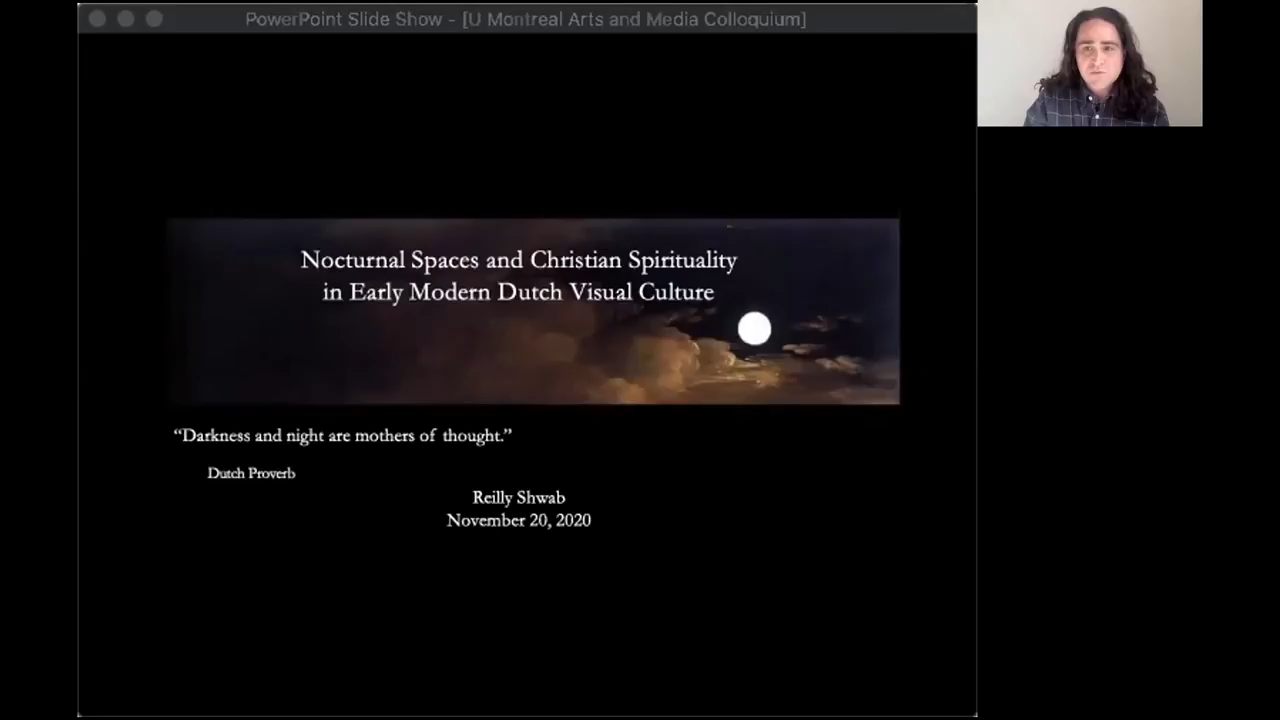 PowerPoint Slide Show - [U Montreal Arts and Media Colloquium]
Nocturnal Spaces and Christian Spirituality
in Early Modern Dutch Visual Culture
“Darkness and night are mothers of thought.”
Dutch Proverb
Reilly Shwab
November 20, 2020